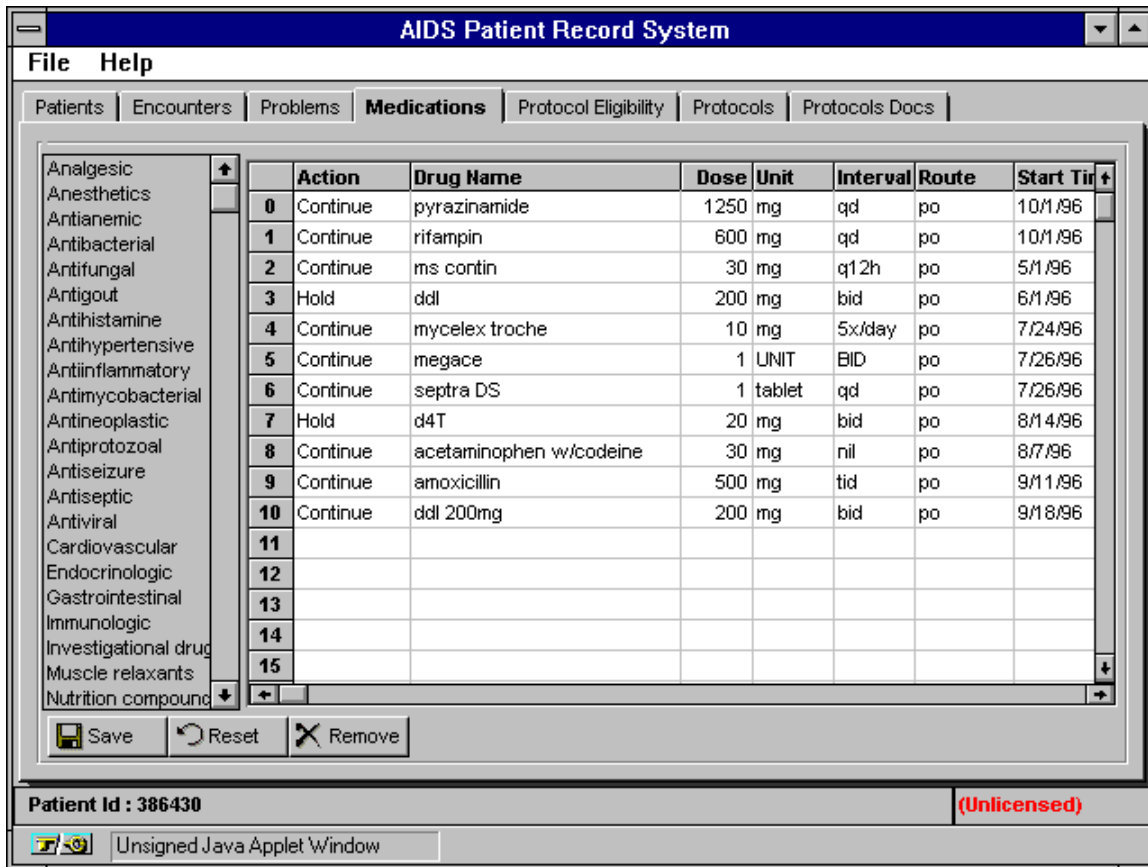 AIDS Patient Record System
File Help
Patients Encounters Problems Medications Protocol Eligibility Protocols Protocols Docs
Analgesic
Anesthetics
Antianemic
Antibacterial
Antifungal
Antigout
Antihistamine
Antihypertensive
Antiinflammatory
Antimycobacterial
Antineoplastic
Antiprotozoal
Antiseizure
Antiseptic
Antiviral
Cardiovascular
Endocrinologic
Gastrointestinal
Immunologic
Investigational drug
Muscle relaxants
Nutrition compound
Action Drug Name Dose Unit Interval Route Start Tim
0 Continue pyrazinamide 1250 mg qd po 10/1/96
1 Continue rifampin 600 mg qd po 10/1/96
2 Continue ms contin 30 mg q12h po 5/1/96
3 Hold ddI 200 mg bid po 6/1/96
4 Continue mycelex troche 10 mg 5x/day po 7/24/96
5 Continue megace 1 UNIT BID po 7/26/96
6 Continue septra DS 1 tablet qd po 7/26/96
7 Hold d4T 20 mg bid po 8/14/96
8 Continue acetaminophen w/codeine 30 mg nil po 8/7/96
9 Continue amoxicillin 500 mg tid po 9/11/96
10 Continue ddI 200mg 200 mg bid po 9/18/96
11
12
13
14
15
Save Reset Remove
Patient Id : 386430 (Unlicensed)
Unsigned Java Applet Window